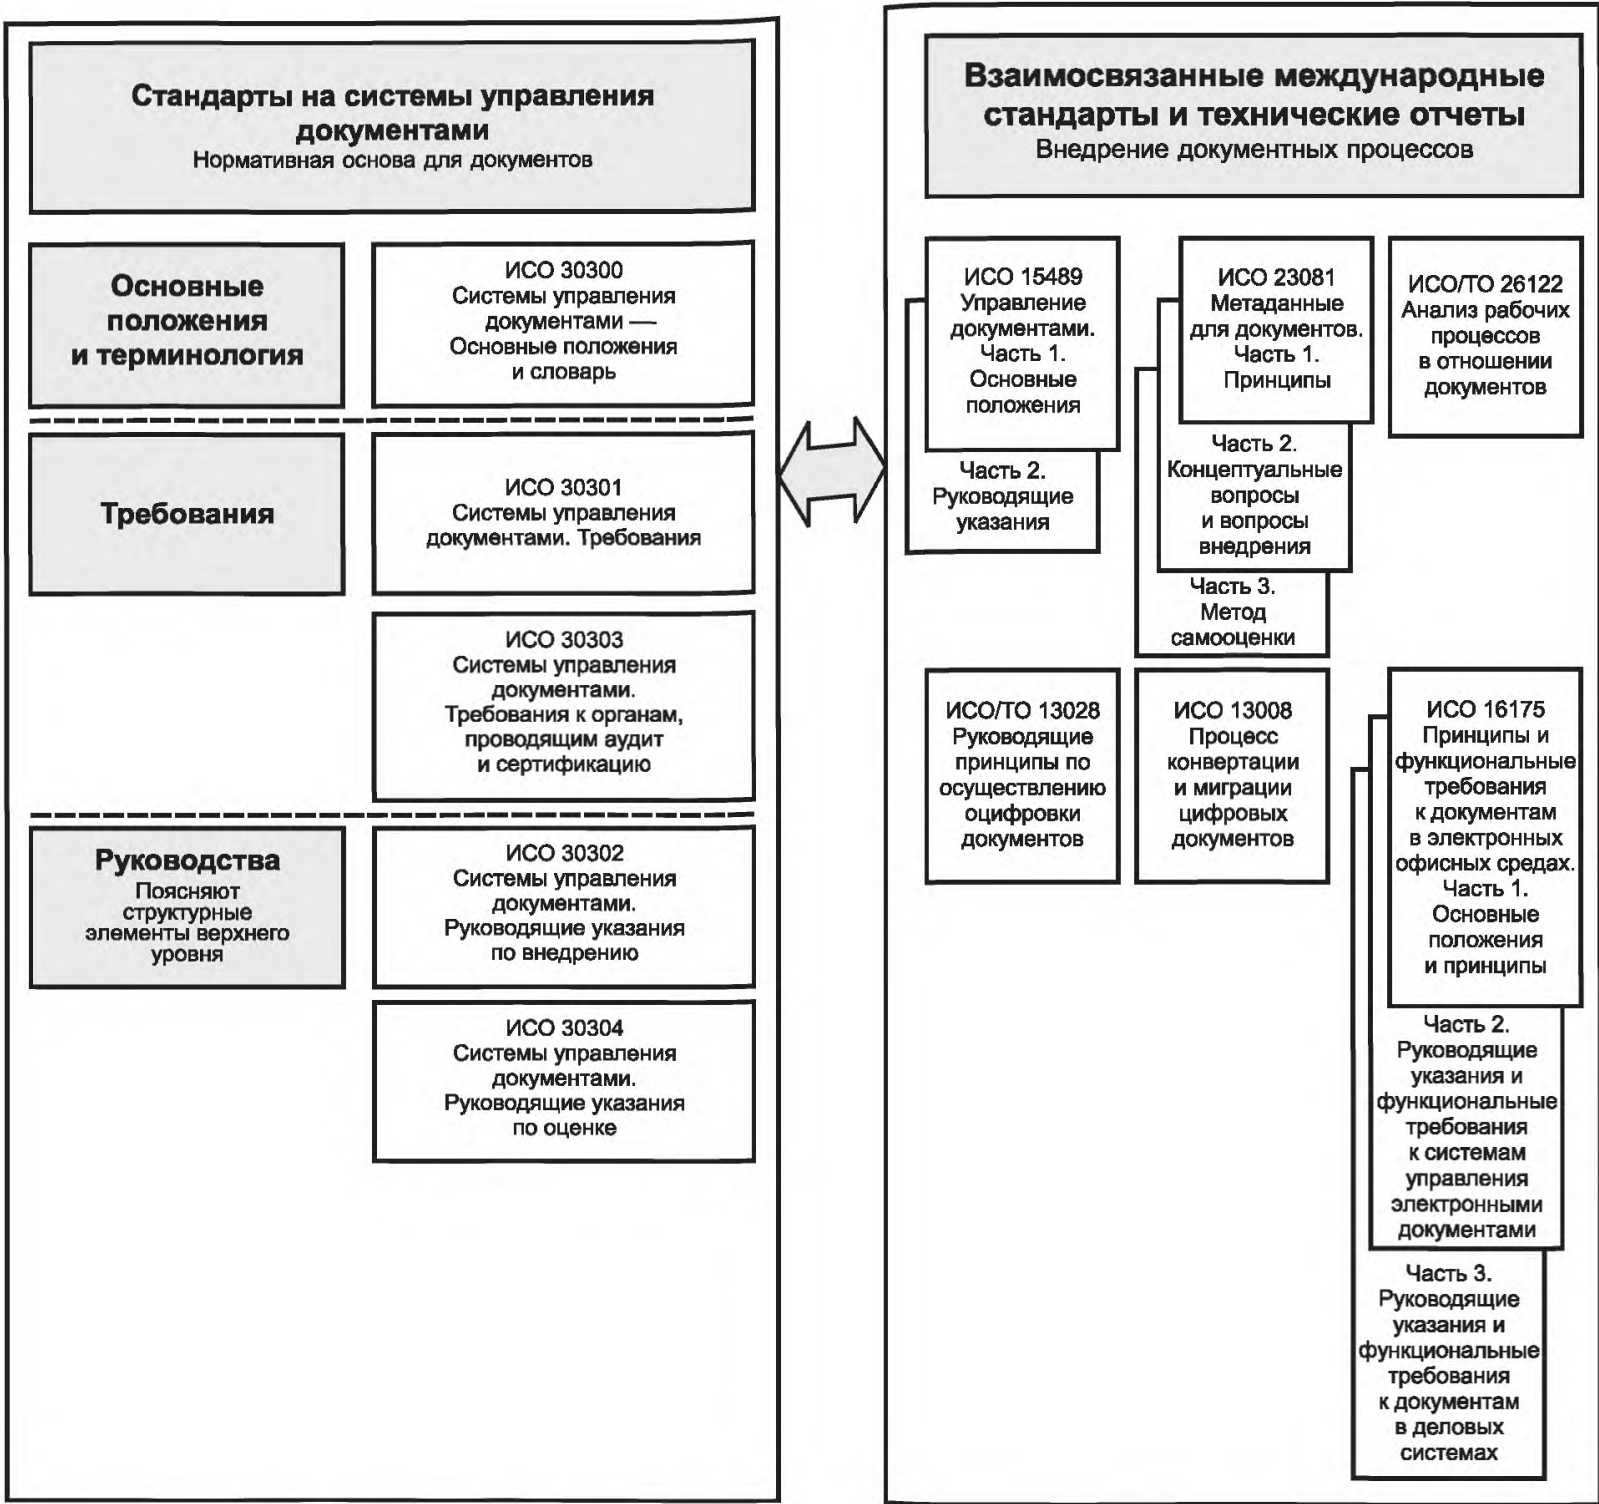 Стандарты на системы управления
документами
Нормативная основа для документов
Основные
положения
и терминология
ИСО 30300
Системы управления
документами —
Основные положения
и словарь
Требования
ИСО 30301
Системы управления
документами. Требования
ИСО 30303
Системы управления
документами.
Требования к органам,
проводящим аудит
и сертификацию
Руководства
Поясняют
структурные
элементы верхнего
уровня
ИСО 30302
Системы управления
документами.
Руководящие указания
по внедрению
ИСО 30304
Системы управления
документами.
Руководящие указания
по оценке
Взаимосвязанные международные
стандарты и технические отчеты
Внедрение документных процессов
ИСО 15489
Управление
документами.
Часть 1.
Основные
положения
Часть 2.
Руководящие
указания
ИСО 23081
Метаданные
для документов.
Часть 1.
Принципы
Часть 2.
Концептуальные
вопросы
и вопросы
внедрения
Часть 3.
Метод
самооценки
ИСО/ТО 26122
Анализ рабочих
процессов
в отношении
документов
ИСО/ТО 13028
Руководящие
принципы по
осуществлению
оцифровки
документов
ИСО 13008
Процесс
конвертации
и миграции
цифровых
документов
ИСО 16175
Принципы и
функциональные
требования
к документам
в электронных
офисных средах.
Часть 1.
Основные
положения
и принципы
Часть 2.
Руководящие
указания и
функциональные
требования
к системам
управления
электронными
документами
Часть 3.
Руководящие
указания и
функциональные
требования
к документам
в деловых
системах